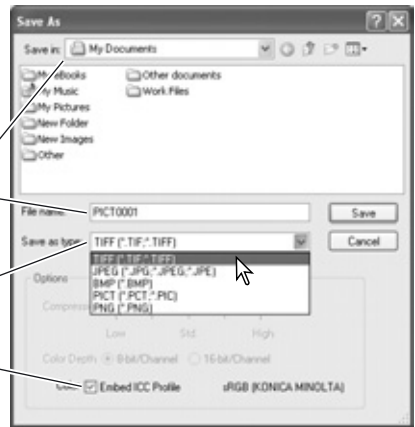 Save As
Save in: My Documents
My eBooks
My Music
My Pictures
New Folder
New Images
Other
Other documents
Work Files
File name: PICT0001
Save
Save as type: TIFF (*.TIF;*.TIFF)
Cancel
TIFF (*.TIF;*.TIFF)
JPEG (*.JPG;*.JPEG;*.JPE)
BMP (*.BMP)
PICT (*.PCT;*.PIC)
PNG (*.PNG)
Options
Low Std. High
Color Depth 8-bit/Channel 16-bit/Channel
Embed ICC Profile sRGB (KONICA MINOLTA)